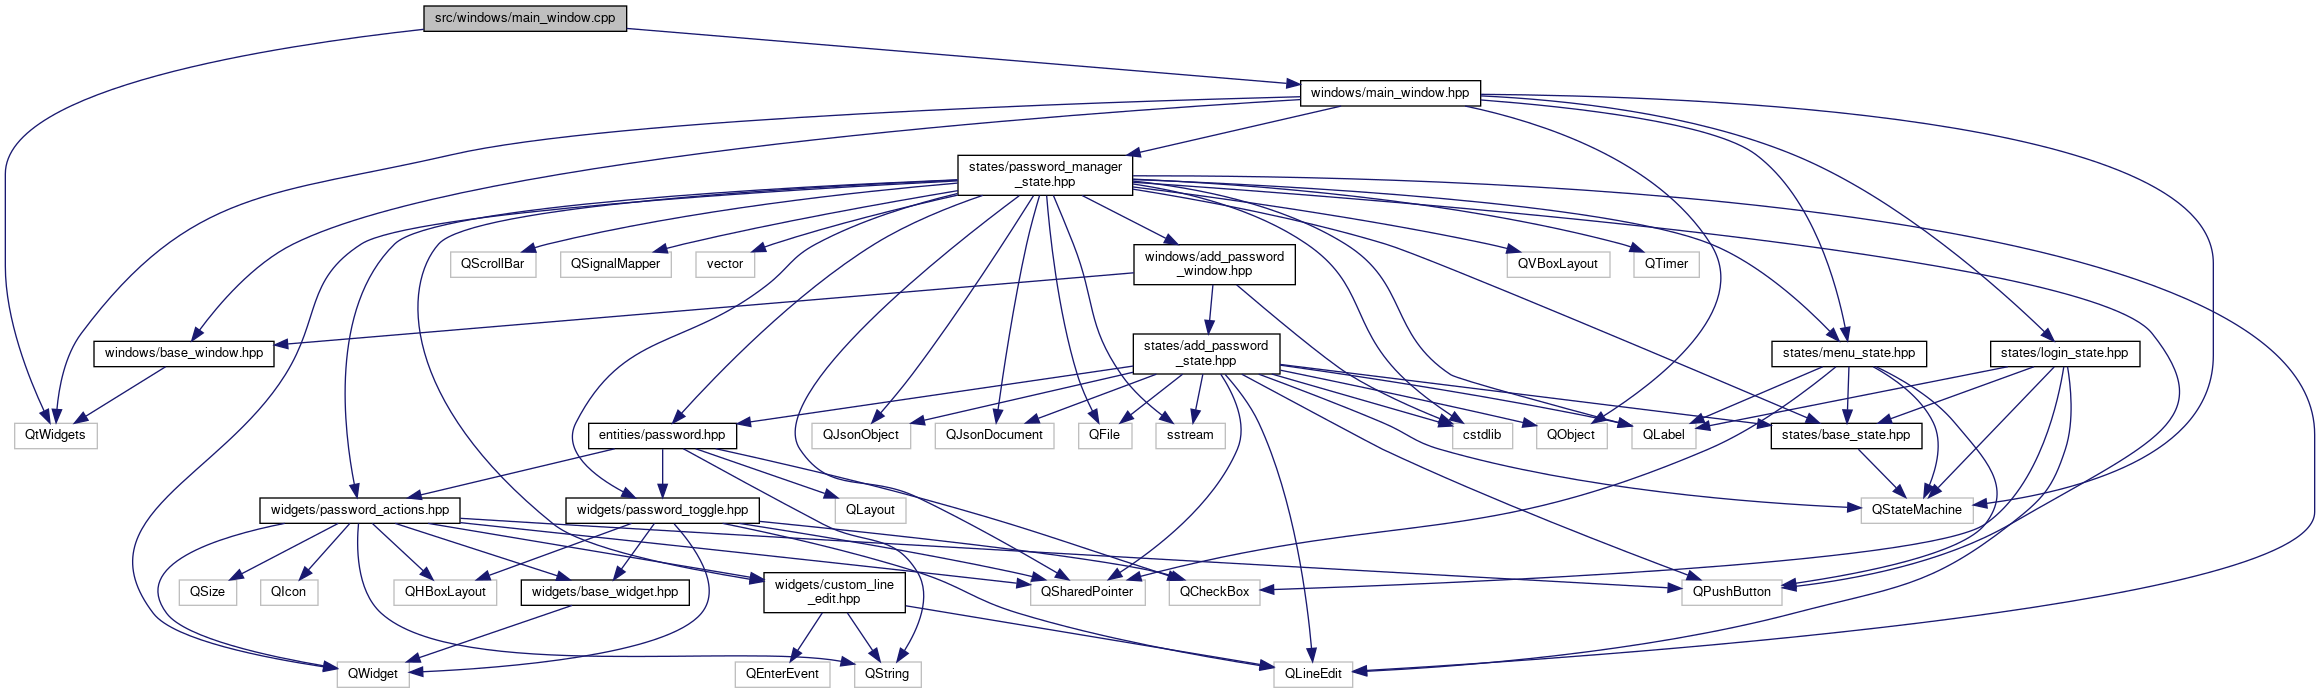 src/windows/main_window.cpp
windows/main_window.hpp
states/password_manager
_state.hpp
QScrollBar
QSignalMapper
vector
windows/add_password
_window.hpp
QVBoxLayout
QTimer
windows/base_window.hpp
states/add_password
_state.hpp
states/menu_state.hpp
states/login_state.hpp
QtWidgets
entities/password.hpp
QJsonObject
QJsonDocument
QFile
sstream
cstdlib
QObject
QLabel
states/base_state.hpp
widgets/password_actions.hpp
widgets/password_toggle.hpp
QLayout
QStateMachine
QSize
QIcon
QHBoxLayout
widgets/base_widget.hpp
widgets/custom_line
_edit.hpp
QSharedPointer
QCheckBox
QPushButton
QWidget
QEnterEvent
QString
QLineEdit